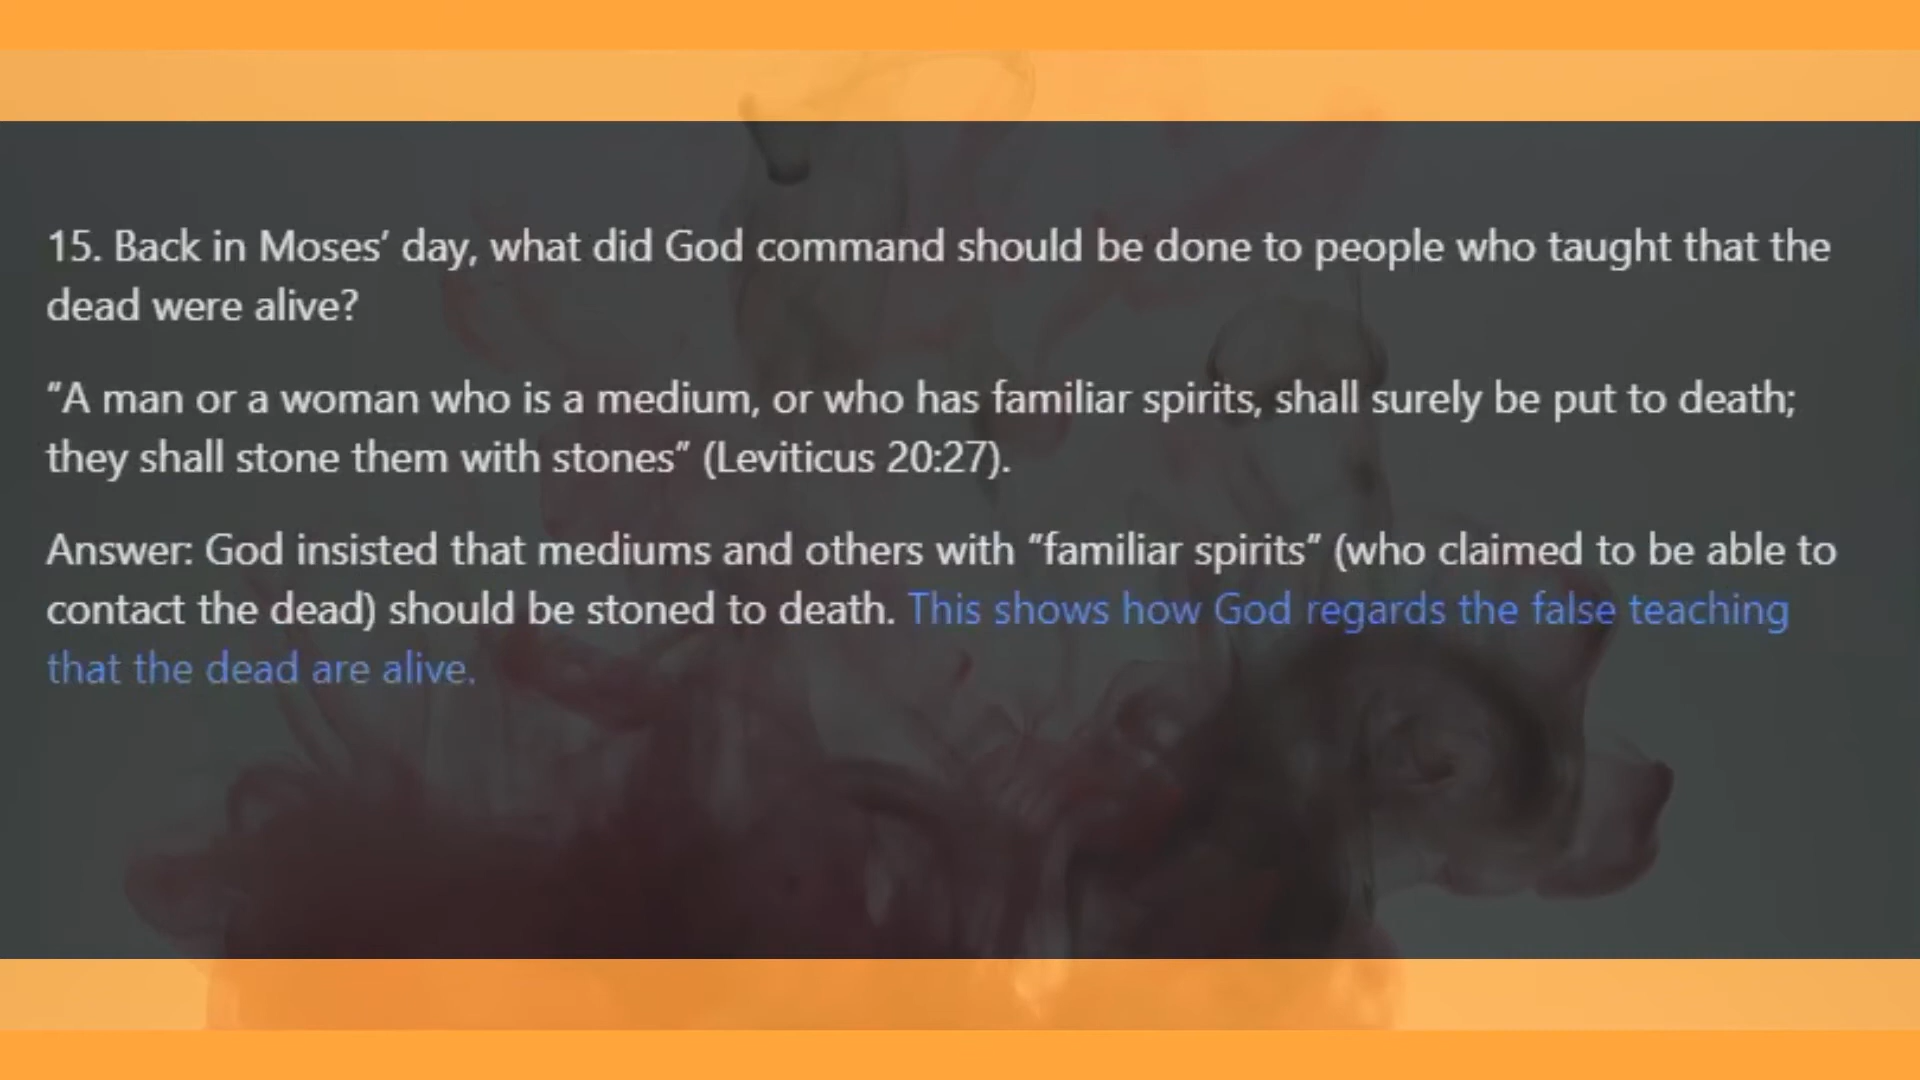 15. Back in Moses’ day, what did God command should be done to people who taught that the
dead were alive?
“A man or a woman who is a medium, or who has familiar spirits, shall surely be put to death;
they shall stone them with stones” (Leviticus 20:27).
Answer: God insisted that mediums and others with “familiar spirits” (who claimed to be able to
contact the dead) should be stoned to death. This shows how God regards the false teaching
that the dead are alive.